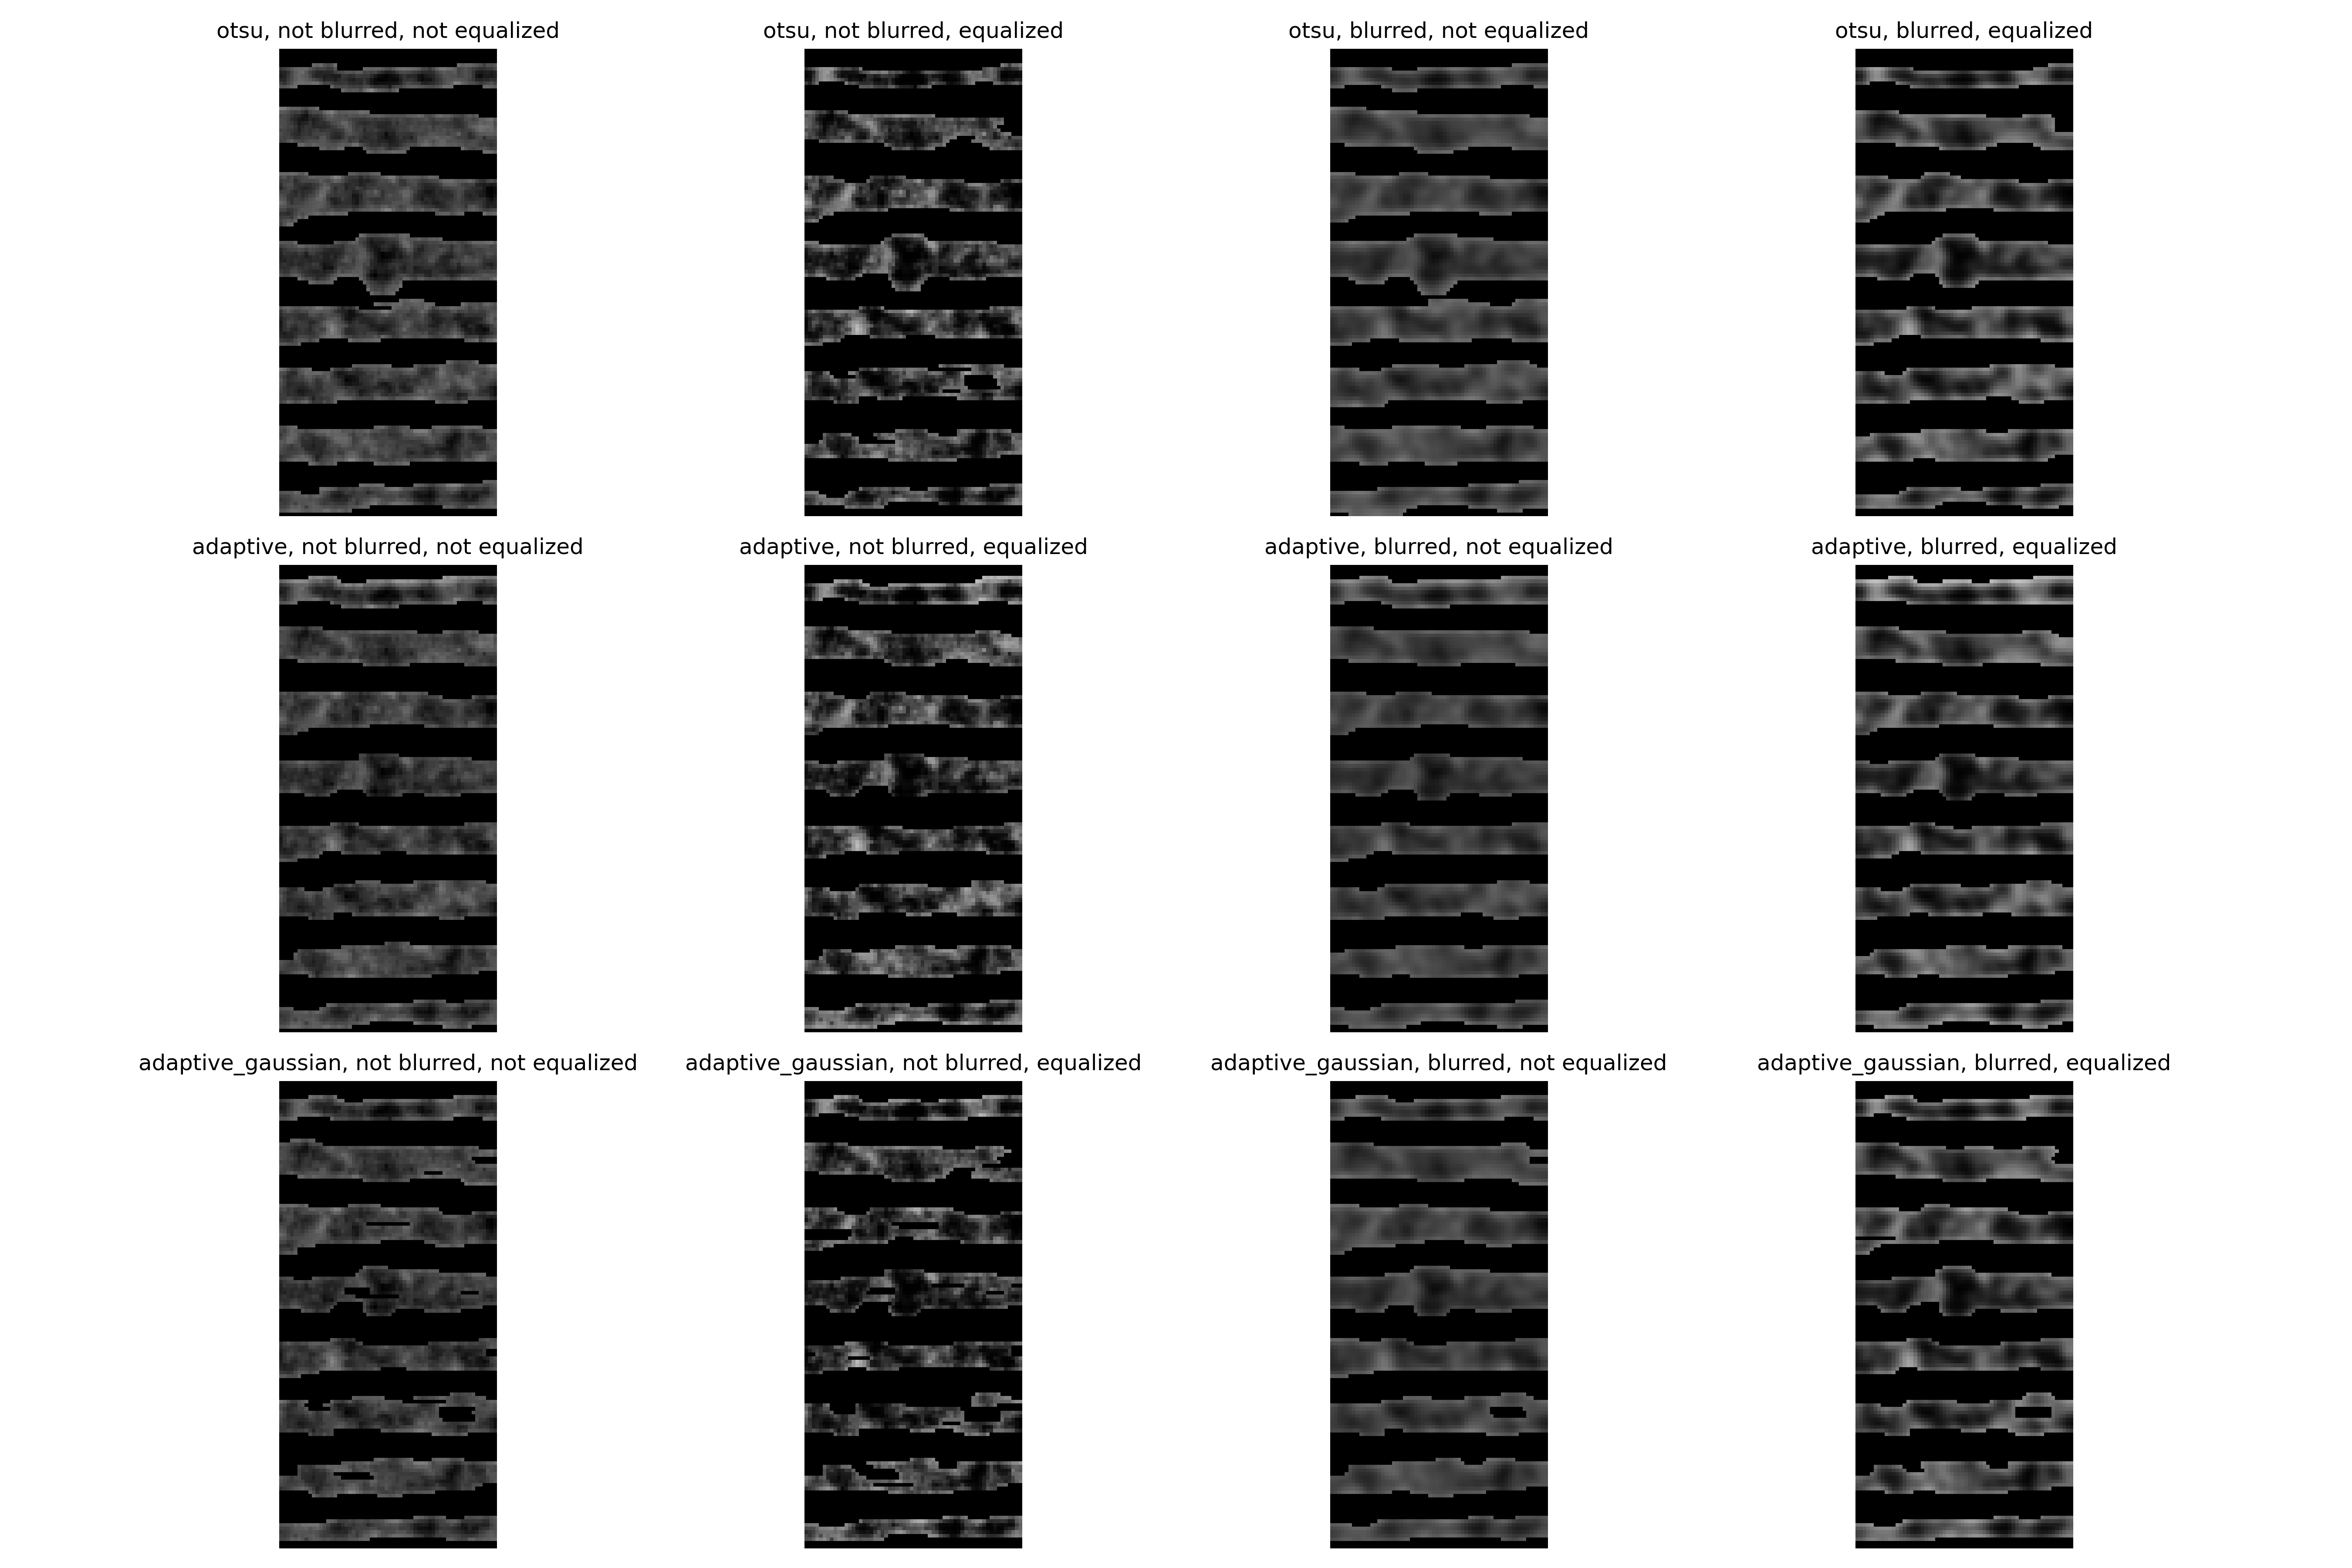 otsu, not blurred, not equalized
otsu, not blurred, equalized
otsu, blurred, not equalized
otsu, blurred, equalized
adaptive, not blurred, not equalized
adaptive, not blurred, equalized
adaptive, blurred, not equalized
adaptive, blurred, equalized
adaptive_gaussian, not blurred, not equalized
adaptive_gaussian, not blurred, equalized
adaptive_gaussian, blurred, not equalized
adaptive_gaussian, blurred, equalized